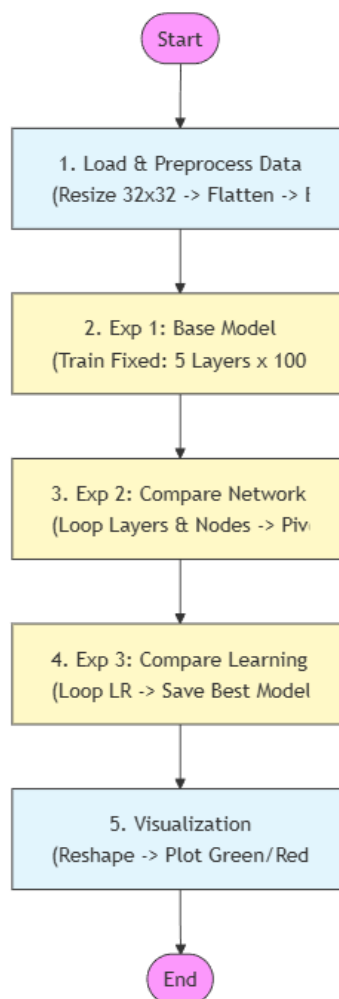 Start
1. Load & Preprocess Data
(Resize 32x32 -> Flatten ->
2. Exp 1: Base Model
(Train Fixed: 5 Layers x 100
3. Exp 2: Compare Network
(Loop Layers & Nodes ->
4. Exp 3: Compare Learning
(Loop LR -> Save Best Model
5. Visualization
(Reshape -> Plot Green/Red
End